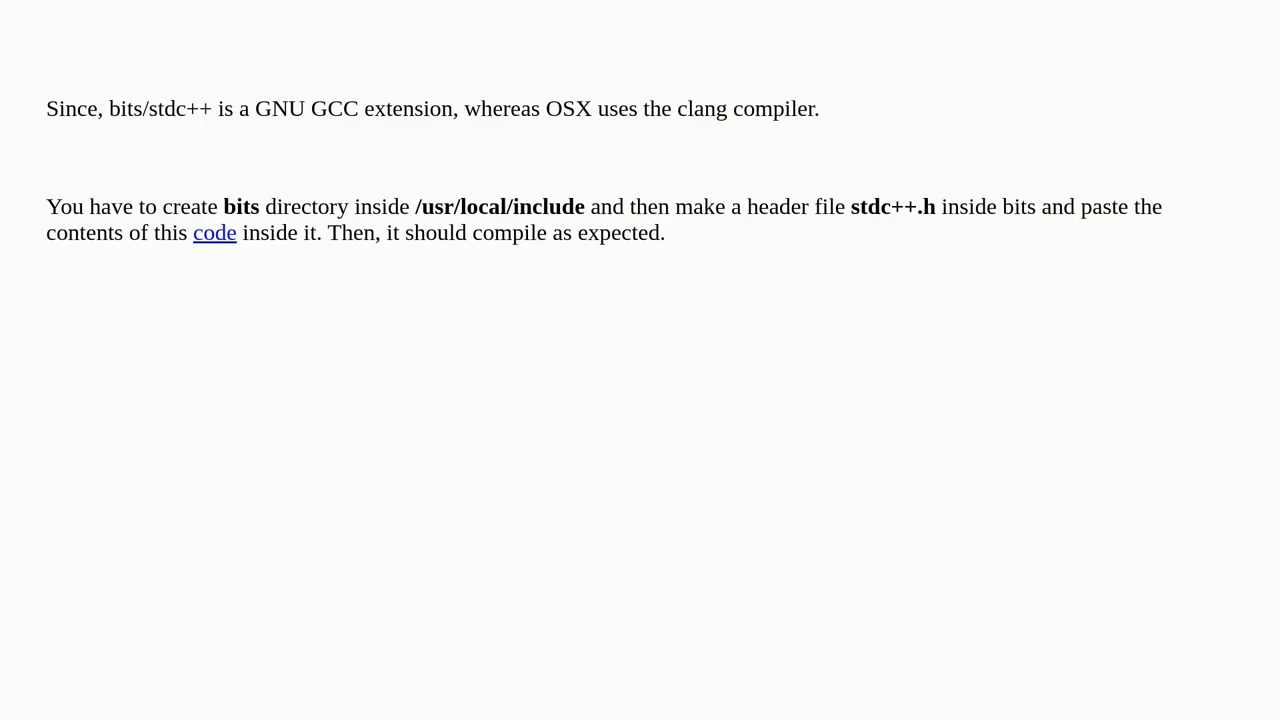 Since, bits/stdc++ is a GNU GCC extension, whereas OSX uses the clang compiler.
You have to create bits directory inside /usr/local/include and then make a header file stdc++.h inside bits and paste the
contents of this code inside it. Then, it should compile as expected.